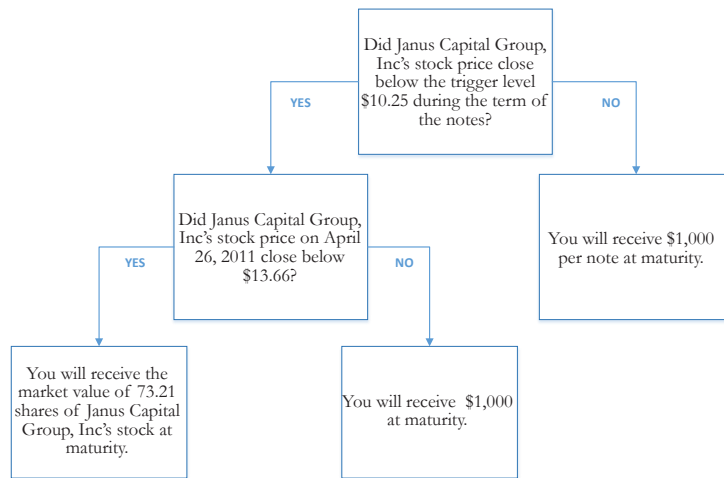 Did Janus Capital Group,
Inc's stock price close
below the trigger level
$10.25 during the term of
the notes?
YES
NO
Did Janus Capital Group,
Inc's stock price on April
26, 2011 close below
$13.66?
You will receive $1,000
per note at maturity.
YES
NO
You will receive the
market value of 73.21
shares of Janus Capital
Group, Inc's stock at
maturity.
You will receive $1,000
at maturity.